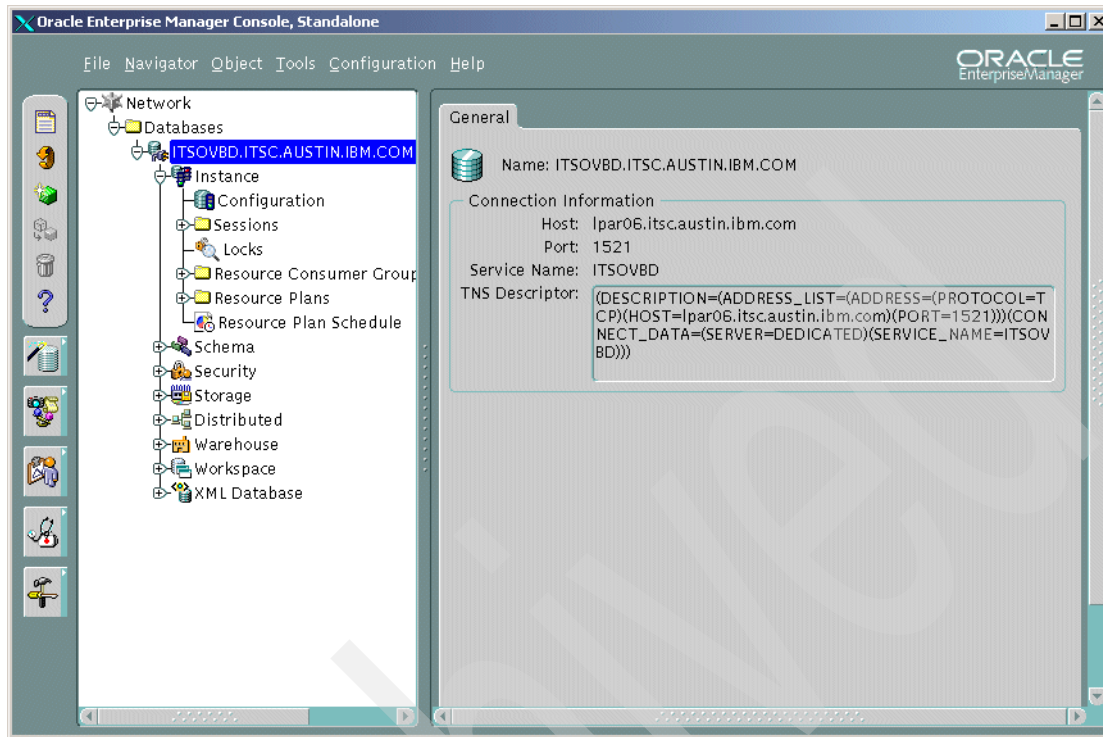 Oracle Enterprise Manager Console, Standalone
File Navigator Object Tools Configuration Help
ORACLE
EnterpriseManager
Network
Databases
ITSOVBD.ITSC.AUSTIN.IBM.COM
Instance
Configuration
Sessions
Locks
Resource Consumer Group
Resource Plans
Resource Plan Schedule
Schema
Security
Storage
Distributed
Warehouse
Workspace
XML Database
General
Name: ITSOVBD.ITSC.AUSTIN.IBM.COM
Connection Information
Host: lpar06.itsc.austin.ibm.com
Port: 1521
Service Name: ITSOVBD
TNS Descriptor: (DESCRIPTION=(ADDRESS_LIST=(ADDRESS=(PROTOCOL=T
CP)(HOST=lpar06.itsc.austin.ibm.com)(PORT=1521)))(CON
NECT_DATA=(SERVER=DEDICATED)(SERVICE_NAME=ITSOV
BD)))